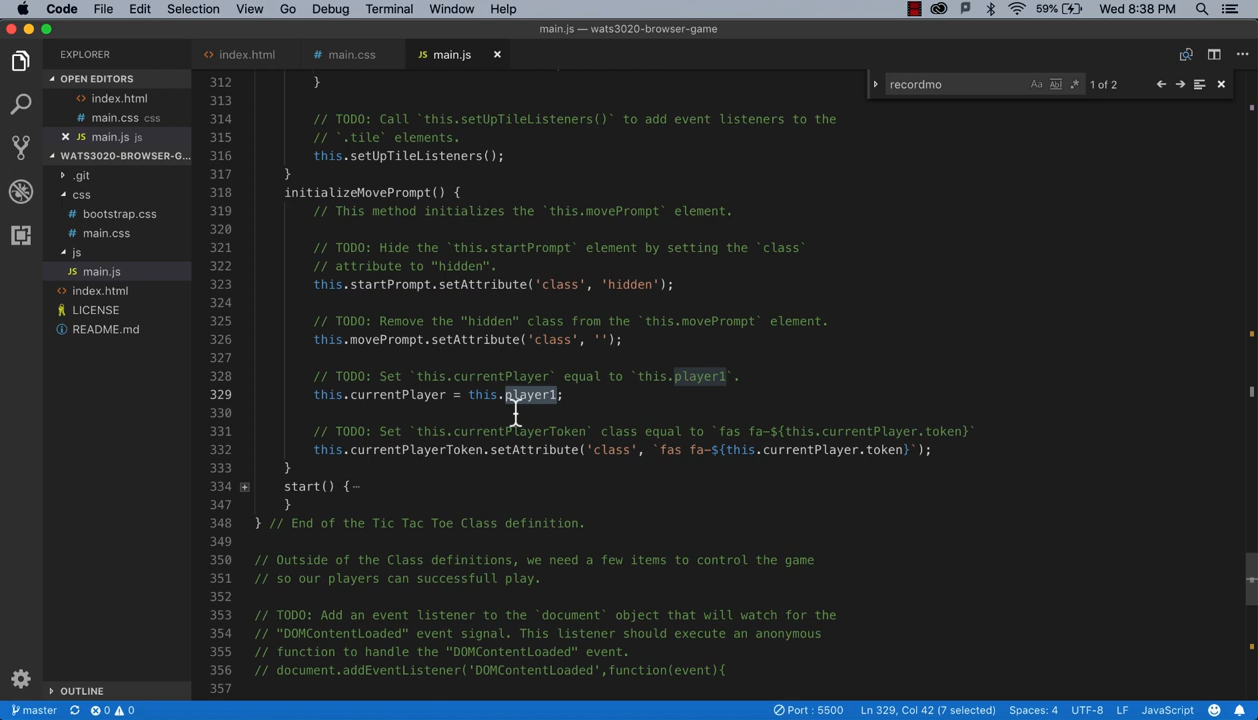 Code File Edit Selection View Go Debug Terminal Window Help 59% Wed 8:38 PM
main.js — wats3020-browser-game
EXPLORER
OPEN EDITORS
index.html
main.css css
main.js js
WATS3020-BROWSER-G...
.git
css
bootstrap.css
main.css
js
main.js
index.html
LICENSE
README.md
OUTLINE
index.html main.css main.js
recordmo Aa Abl .* 1 of 2
312 }
313
314 // TODO: Call `this.setUpTileListeners()` to add event listeners to the
315 // `.tile` elements.
316 this.setUpTileListeners();
317 }
318 initializeMovePrompt() {
319 // This method initializes the `this.movePrompt` element.
320
321 // TODO: Hide the `this.startPrompt` element by setting the `class`
322 // attribute to "hidden".
323 this.startPrompt.setAttribute('class', 'hidden');
324
325 // TODO: Remove the "hidden" class from the `this.movePrompt` element.
326 this.movePrompt.setAttribute('class', '');
327
328 // TODO: Set `this.currentPlayer` equal to `this.player1`.
329 this.currentPlayer = this.player1;
330
331 // TODO: Set `this.currentPlayerToken` class equal to `fas fa-${this.currentPlayer.token}`
332 this.currentPlayerToken.setAttribute('class', `fas fa-${this.currentPlayer.token}`);
333 }
334 start() {⋯
347 }
348 } // End of the Tic Tac Toe Class definition.
349
350 // Outside of the Class definitions, we need a few items to control the game
351 // so our players can successfull play.
352
353 // TODO: Add an event listener to the `document` object that will watch for the
354 // "DOMContentLoaded" event signal. This listener should execute an anonymous
355 // function to handle the "DOMContentLoaded" event.
356 // document.addEventListener('DOMContentLoaded',function(event){
357
master 0 0 Port : 5500 Ln 329, Col 42 (7 selected) Spaces: 4 UTF-8 LF JavaScript